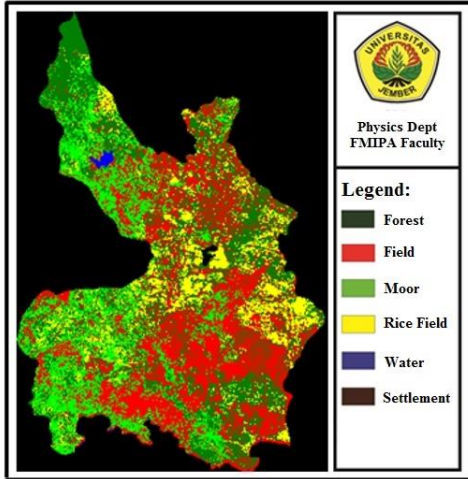 UNIVERSITAS
JEMBER
Physics Dept
FMIPA Faculty
Legend:
Forest
Field
Moor
Rice Field
Water
Settlement